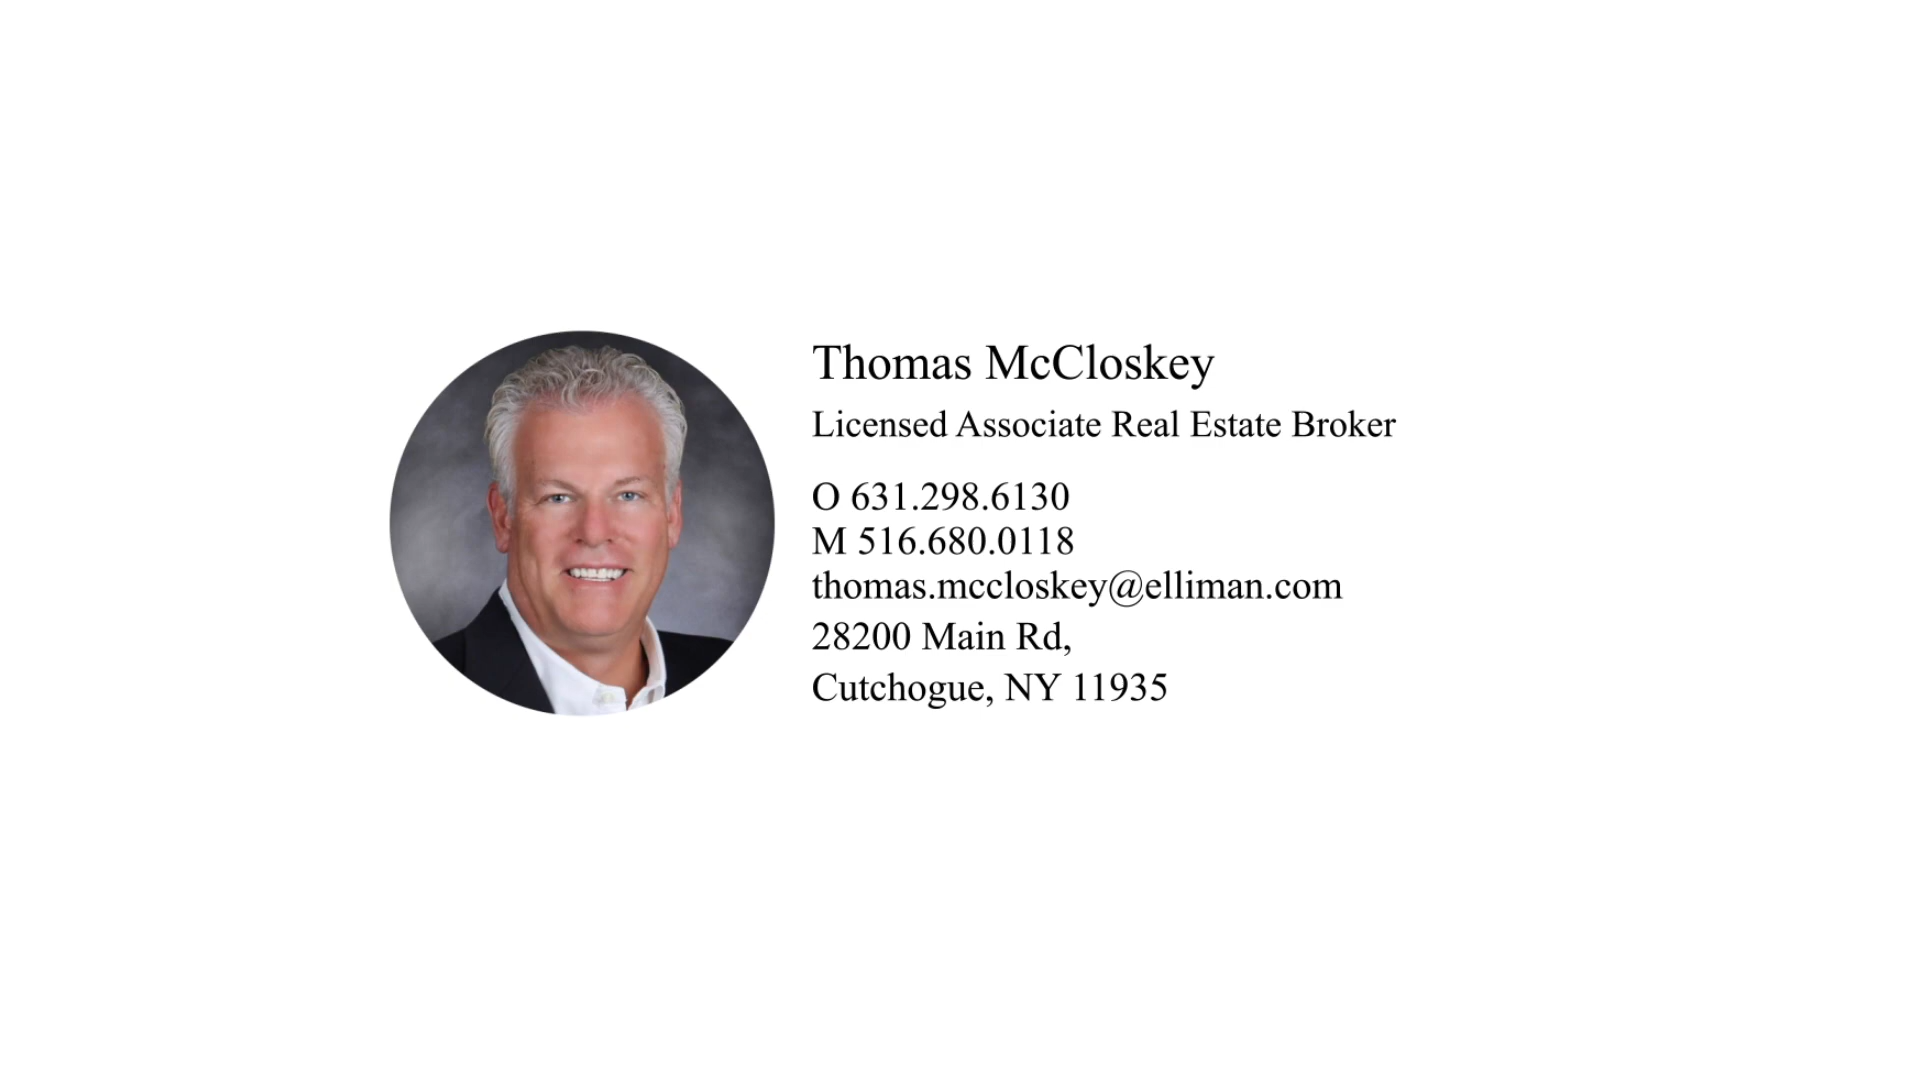 Thomas McCloskey
Licensed Associate Real Estate Broker
O 631.298.6130
M 516.680.0118
thomas.mccloskey@elliman.com
28200 Main Rd,
Cutchogue, NY 11935